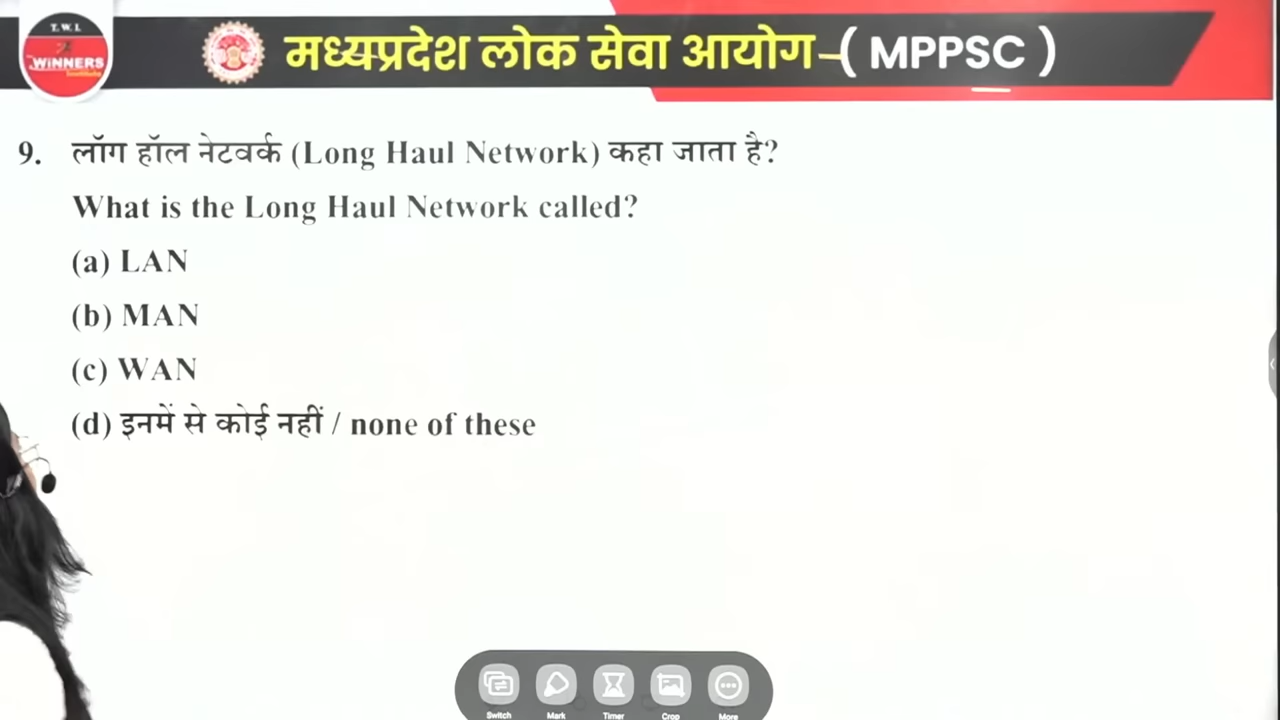 T.W.I.
WiNNERS
मध्यप्रदेश लोक सेवा आयोग–( MPPSC )
9. लॉग हॉल नेटवर्क (Long Haul Network) कहा जाता है?
What is the Long Haul Network called?
(a) LAN
(b) MAN
(c) WAN
(d) इनमें से कोई नहीं / none of these
Switch Mark Timer Crop More